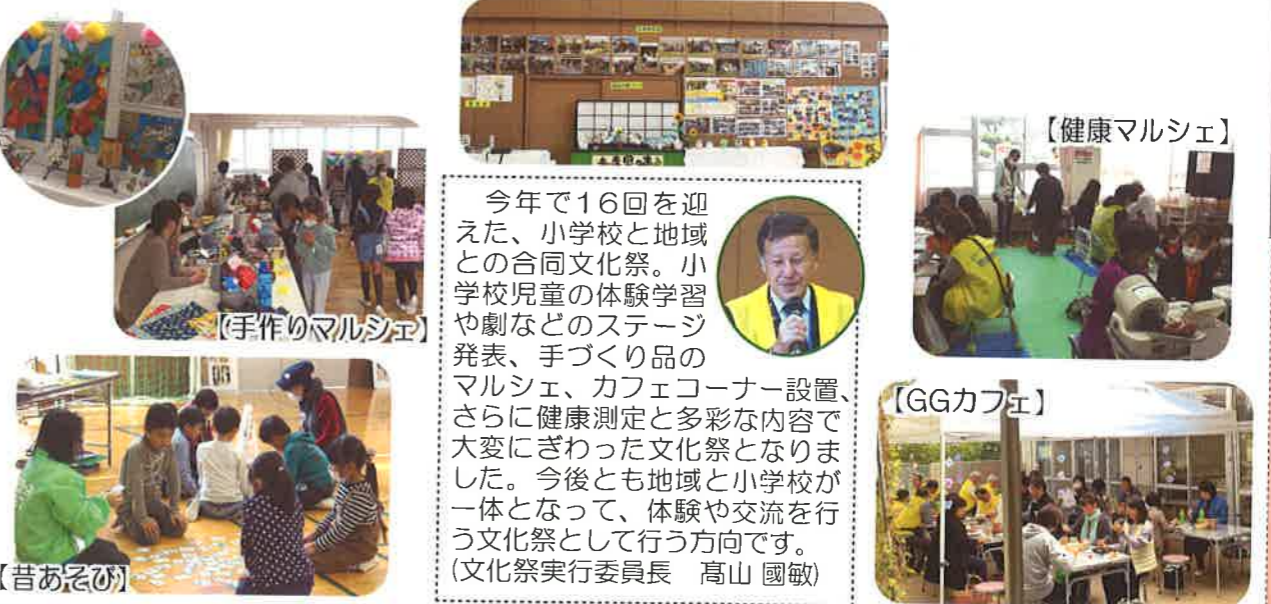 【手作りマルシェ】
【昔あそび】
今年で16回を迎
えた、小学校と地域
との合同文化祭。小
学校児童の体験学習
や劇などのステージ
発表、手づくり品の
マルシェ、カフェコーナー設置、
さらに健康測定と多彩な内容で
大変にぎわった文化祭となりま
した。今後とも地域と小学校が
一体となって、体験や交流を行
う文化祭として行う方向です。
(文化祭実行委員長　髙山 國敏)
【健康マルシェ】
【GGカフェ】